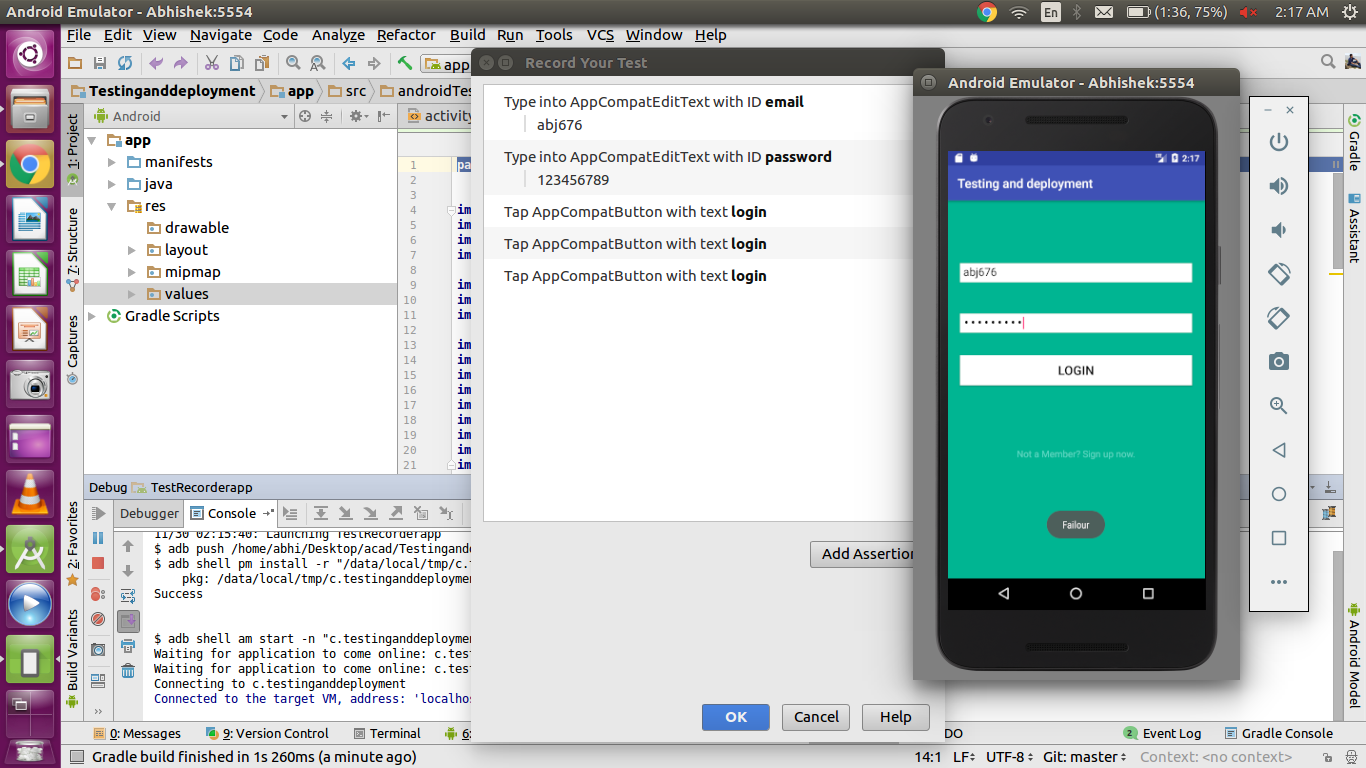 Android Emulator - Abhishek:5554
En
(1:36, 75%)
2:17 AM
File Edit View Navigate Code Analyze Refactor Build Run Tools VCS Window Help
app
Testinganddeployment
app
src
androidTes
Android
activity
1: Project
7: Structure
Captures
2: Favorites
Build Variants
app
manifests
java
res
drawable
layout
mipmap
values
Gradle Scripts
1 pa
2
3
4 im
5 im
6 im
7 im
8
9 im
10 im
11 im
12
13 im
14 im
15 im
16 im
17 im
18 im
19 im
20 im
21 im
Debug TestRecorderapp
Debugger
Console
11/30 02:15:40: Launching TestRecorderapp
$ adb push /home/abhi/Desktop/acad/Testingand
$ adb shell pm install -r "/data/local/tmp/c.
pkg: /data/local/tmp/c.testinganddeploymen
Success
$ adb shell am start -n "c.testinganddeploymen
Waiting for application to come online: c.test
Waiting for application to come online: c.test
Connecting to c.testinganddeployment
Connected to the target VM, address: 'localhos
Record Your Test
Type into AppCompatEditText with ID email
abj676
Type into AppCompatEditText with ID password
123456789
Tap AppCompatButton with text login
Tap AppCompatButton with text login
Tap AppCompatButton with text login
Add Assertion
OK
Cancel
Help
Android Emulator - Abhishek:5554
2:17
Testing and deployment
abj676
•••••••••
LOGIN
Not a Member? Sign up now.
Failour
Gradle
Assistant
Android Model
0: Messages
9: Version Control
Terminal
6:
DO
2 Event Log
Gradle Console
Gradle build finished in 1s 260ms (a minute ago)
14:1
LF
UTF-8
Git: master
Context: <no context>